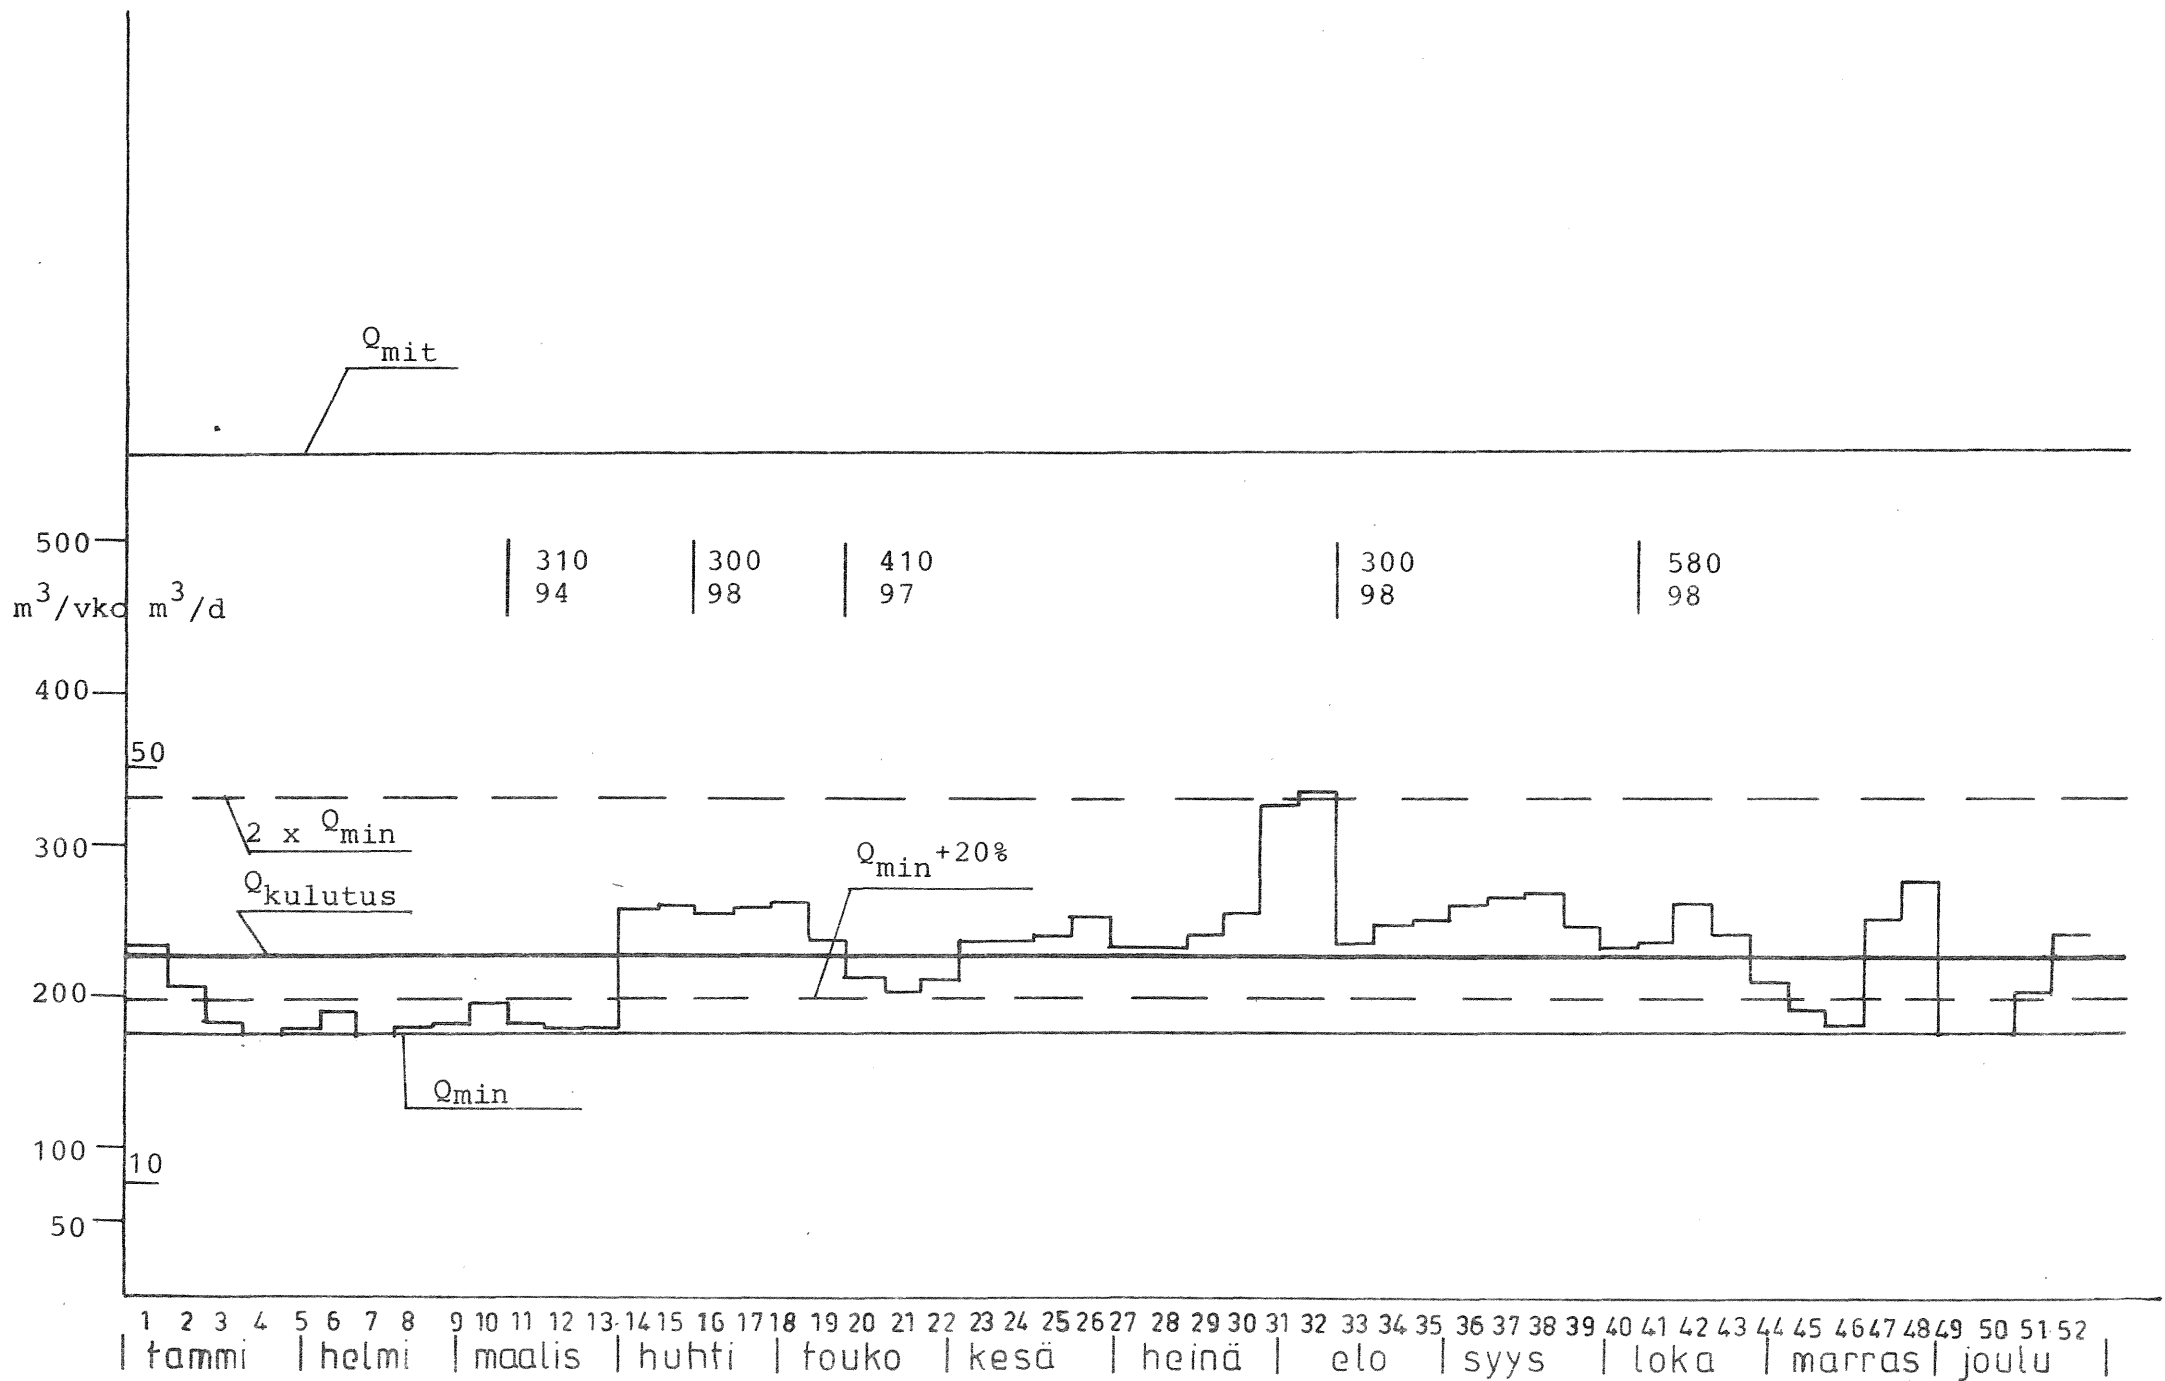 Qmit
500
310 300 410 300 580
94 98 97 98 98
m³/vko m³/d
400
50
2 x Qmin
300
Qmin+20%
Qkulutus
200
Qmin
100
10
50
1 2 3 4 5 6 7 8 9 10 11 12 13 14 15 16 17 18 19 20 21 22 23 24 25 26 27 28 29 30 31 32 33 34 35 36 37 38 39 40 41 42 43 44 45 46 47 48 49 50 51 52
tammi helmi maalis huhti touko kesä heinä elo syys loka marras joulu